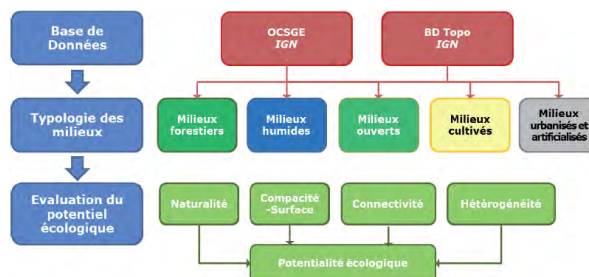 Base de
Données
OCSGE
IGN
BD Topo
IGN
Typologie des
milieux
Milieux
forestiers
Milieux
humides
Milieux
ouverts
Milieux
cultivés
Milieux
urbanisés et
artificialisés
Evaluation du
potentiel
écologique
Naturalité
Compacité
-Surface
Connectivité
Hétérogénéité
Potentialité écologique